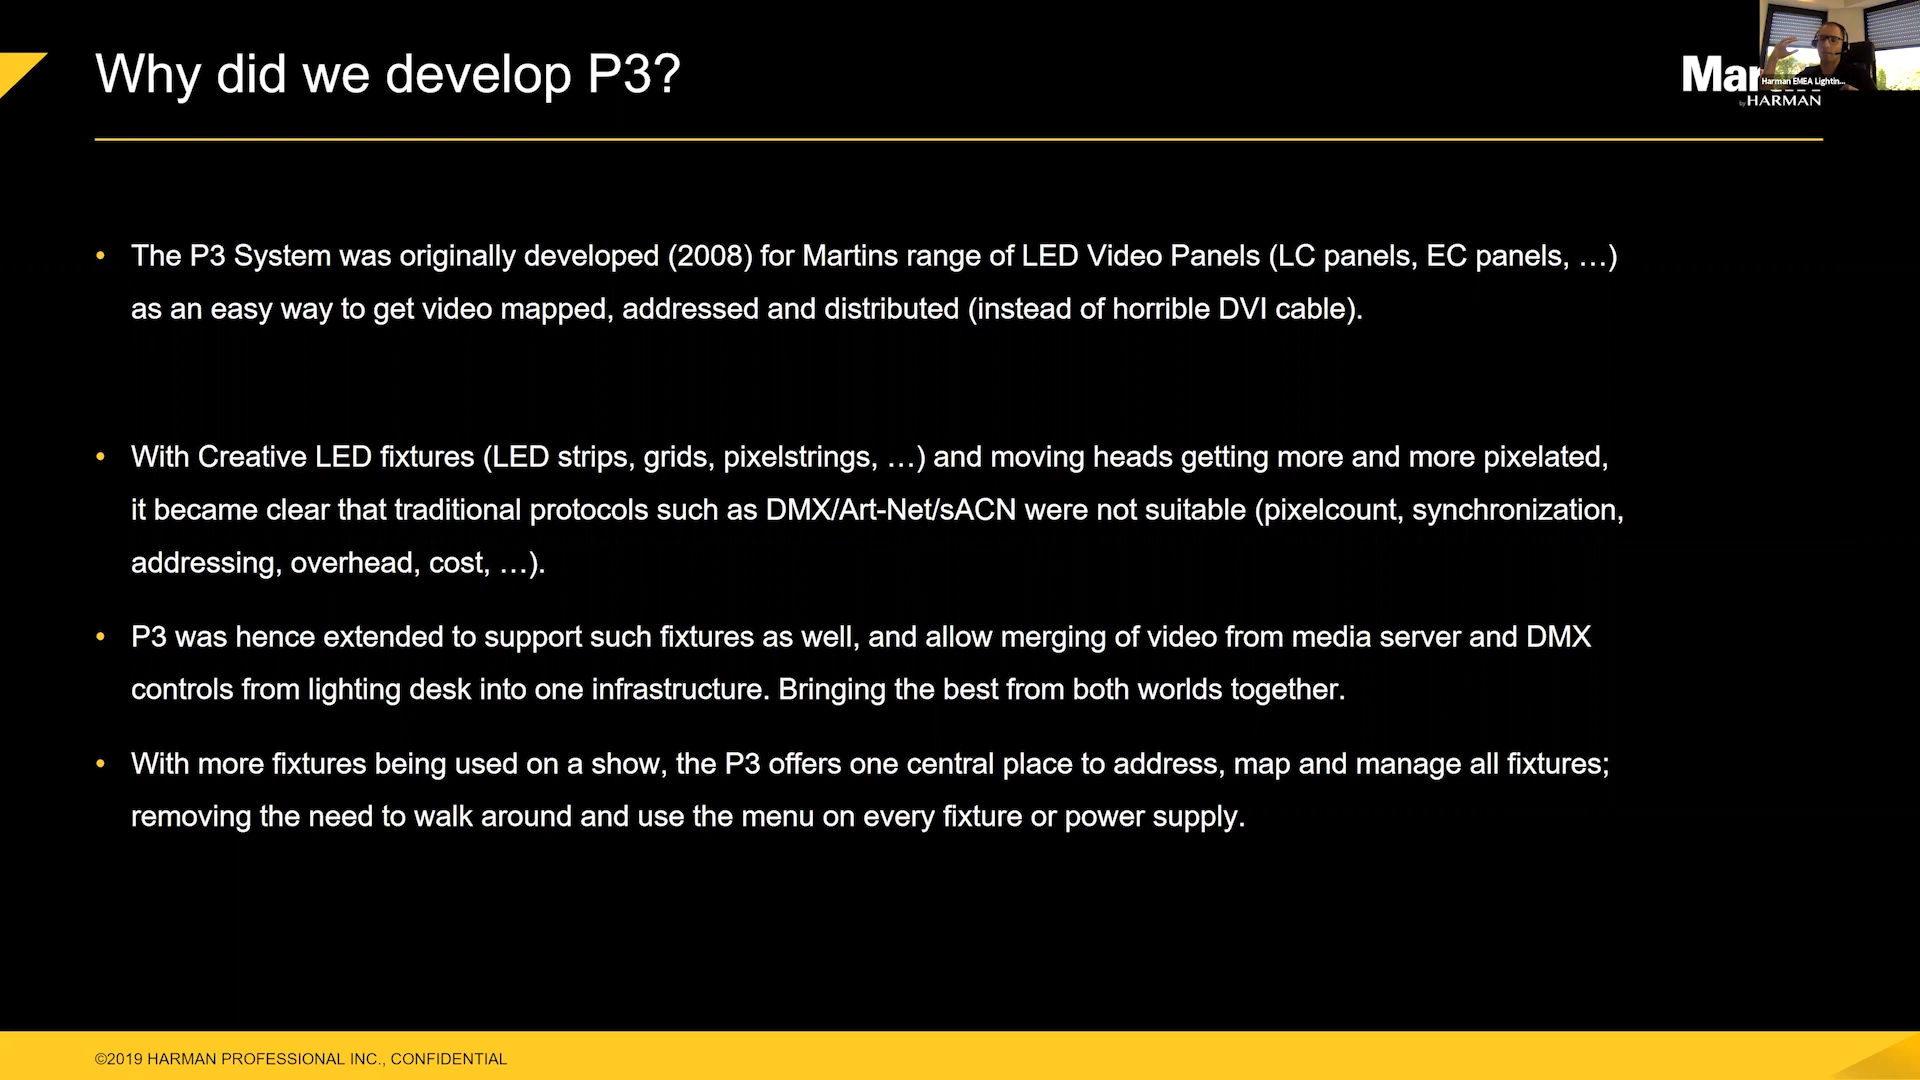 Why did we develop P3?
Mar
Harman EMEA Lightin...
by HARMAN
• The P3 System was originally developed (2008) for Martins range of LED Video Panels (LC panels, EC panels, …)
as an easy way to get video mapped, addressed and distributed (instead of horrible DVI cable).
• With Creative LED fixtures (LED strips, grids, pixelstrings, …) and moving heads getting more and more pixelated,
it became clear that traditional protocols such as DMX/Art-Net/sACN were not suitable (pixelcount, synchronization,
addressing, overhead, cost, …).
• P3 was hence extended to support such fixtures as well, and allow merging of video from media server and DMX
controls from lighting desk into one infrastructure. Bringing the best from both worlds together.
• With more fixtures being used on a show, the P3 offers one central place to address, map and manage all fixtures;
removing the need to walk around and use the menu on every fixture or power supply.
©2019 HARMAN PROFESSIONAL INC., CONFIDENTIAL